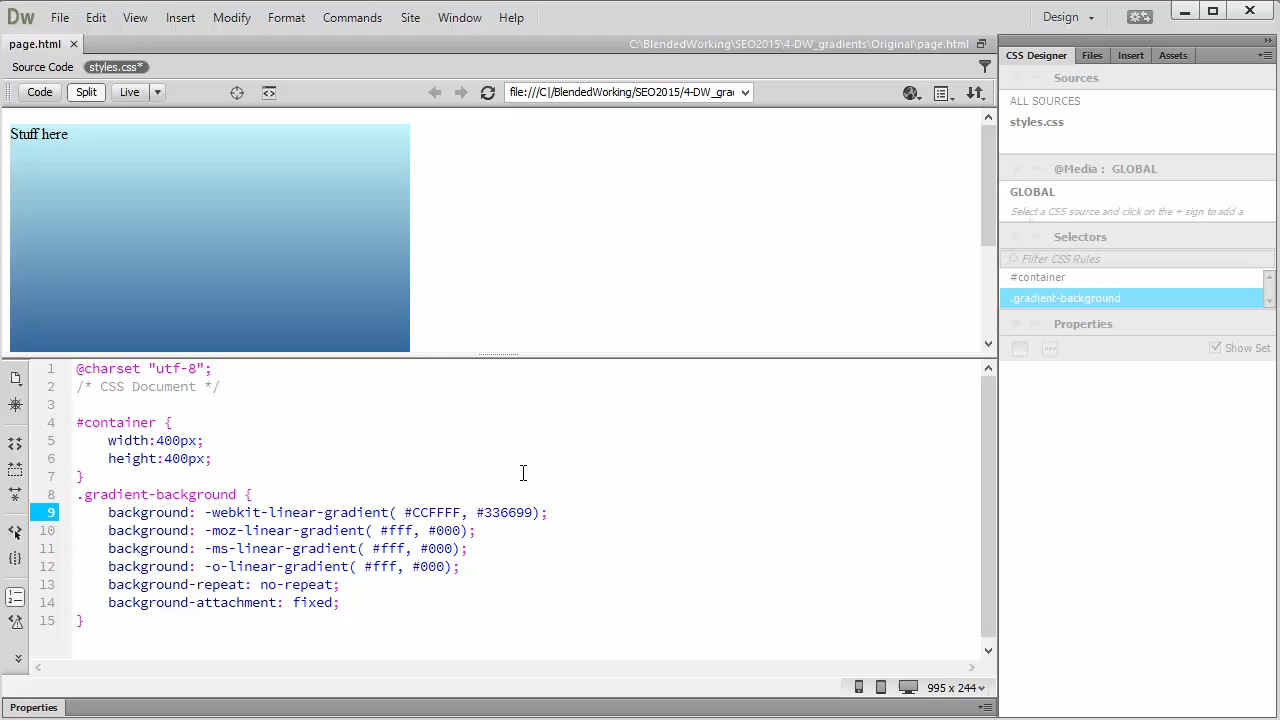 Dw File Edit View Insert Modify Format Commands Site Window Help Design
page.html C:\BlendedWorking\SEO2015\4-DW_gradients\Original\page.html
Source Code styles.css*
Code Split Live file:///C|/BlendedWorking/SEO2015/4-DW_gra
Stuff here
1 @charset "utf-8";
2 /* CSS Document */
3
4 #container {
5 width:400px;
6 height:400px;
7 }
8 .gradient-background {
9 background: -webkit-linear-gradient( #CCFFFF, #336699);
10 background: -moz-linear-gradient( #fff, #000);
11 background: -ms-linear-gradient( #fff, #000);
12 background: -o-linear-gradient( #fff, #000);
13 background-repeat: no-repeat;
14 background-attachment: fixed;
15 }
995 x 244
Properties
CSS Designer Files Insert Assets
Sources
ALL SOURCES
styles.css
@Media : GLOBAL
GLOBAL
Select a CSS source and click on the + sign to add a
Selectors
Filter CSS Rules
#container
.gradient-background
Properties
Show Set